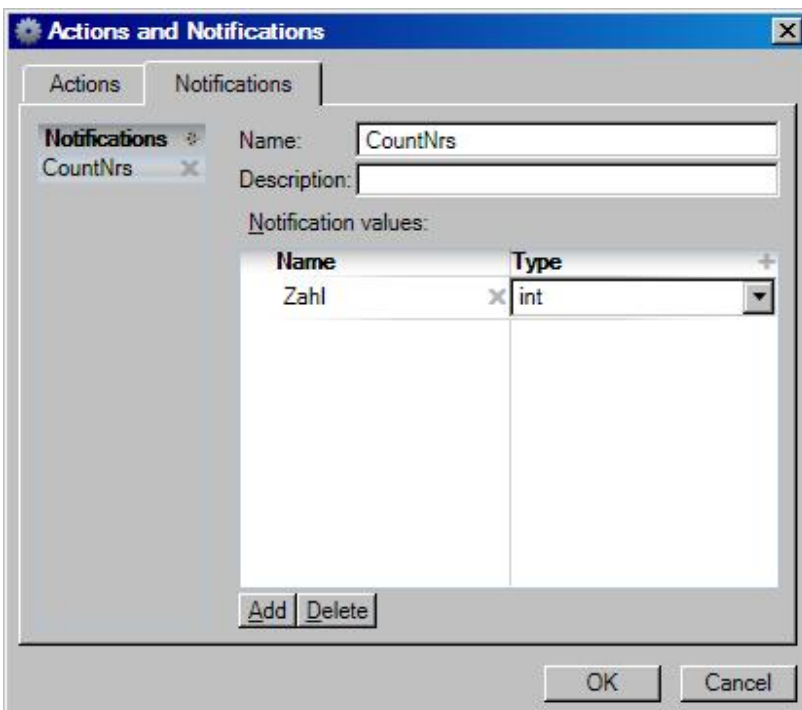 Actions and Notifications
Actions Notifications
Notifications
CountNrs
Name: CountNrs
Description:
Notification values:
Name Type
Zahl int
Add Delete
OK Cancel